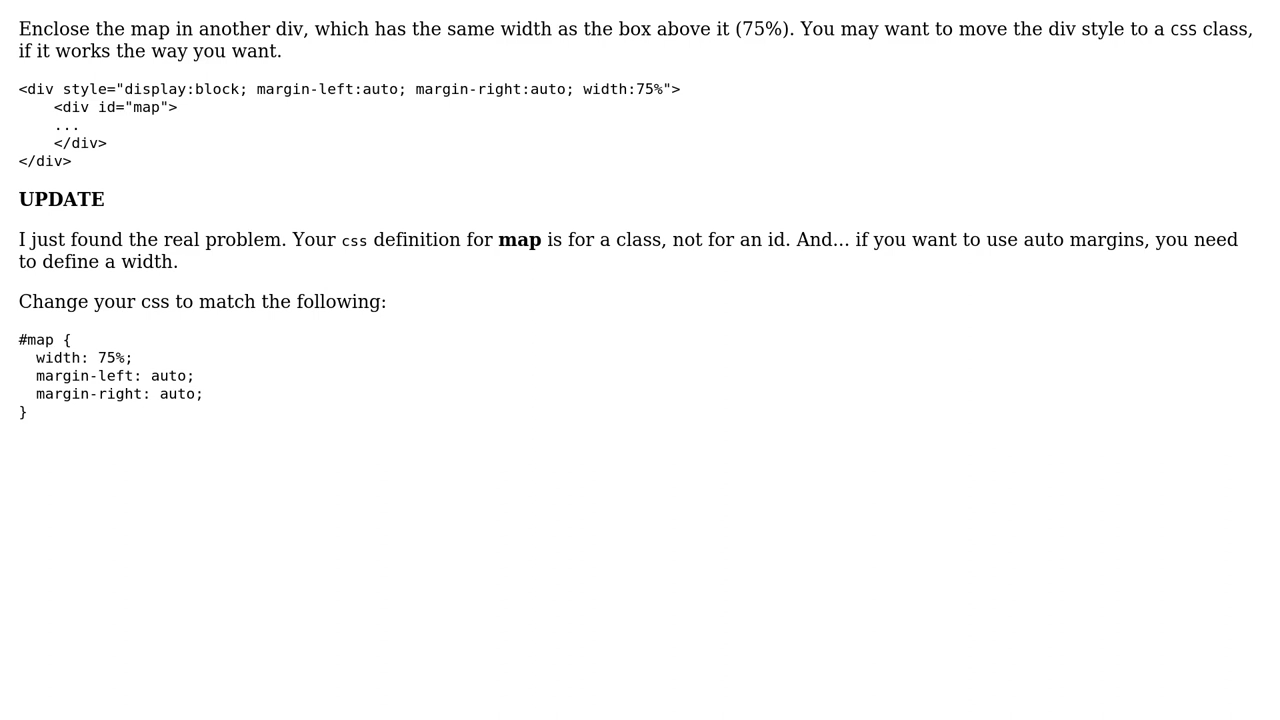 Enclose the map in another div, which has the same width as the box above it (75%). You may want to move the div style to a CSS class,
if it works the way you want.
<div style="display:block; margin-left:auto; margin-right:auto; width:75%">
    <div id="map">
    ...
    </div>
</div>
UPDATE
I just found the real problem. Your css definition for map is for a class, not for an id. And... if you want to use auto margins, you need
to define a width.
Change your css to match the following:
#map {
  width: 75%;
  margin-left: auto;
  margin-right: auto;
}